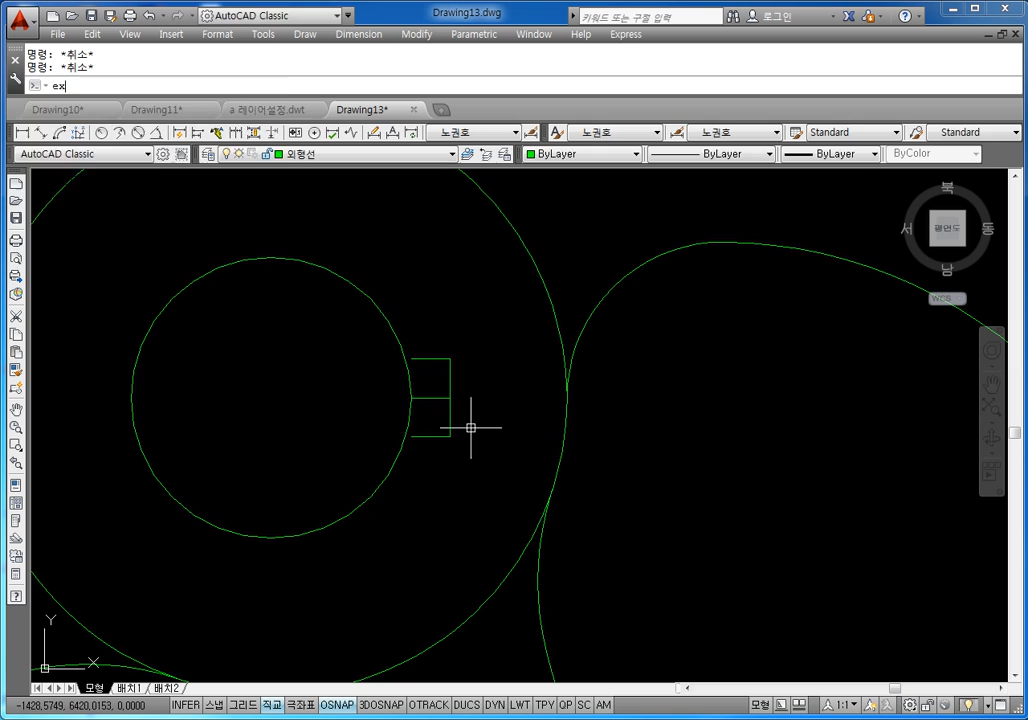 AutoCAD Classic
Drawing13.dwg
키워드 또는 구절 입력
로그인
File Edit View Insert Format Tools Draw Dimension Modify Parametric Window Help Express
명령: *취소*
명령: *취소*
ex
Drawing10* Drawing11* a 레이어설정.dwt Drawing13*
노권호 노권호 노권호 Standard Standard
AutoCAD Classic 외형선 ByLayer ByLayer ByLayer ByColor
북
서 평면도 동
남
WCS
Y
X
모형 배치1 배치2
-1428,5749, 6420,0153, 0,0000 INFER 스냅 그리드 직교 극좌표 OSNAP 3DOSNAP OTRACK DUCS DYN LWT TPY QP SC AM 모형 1:1